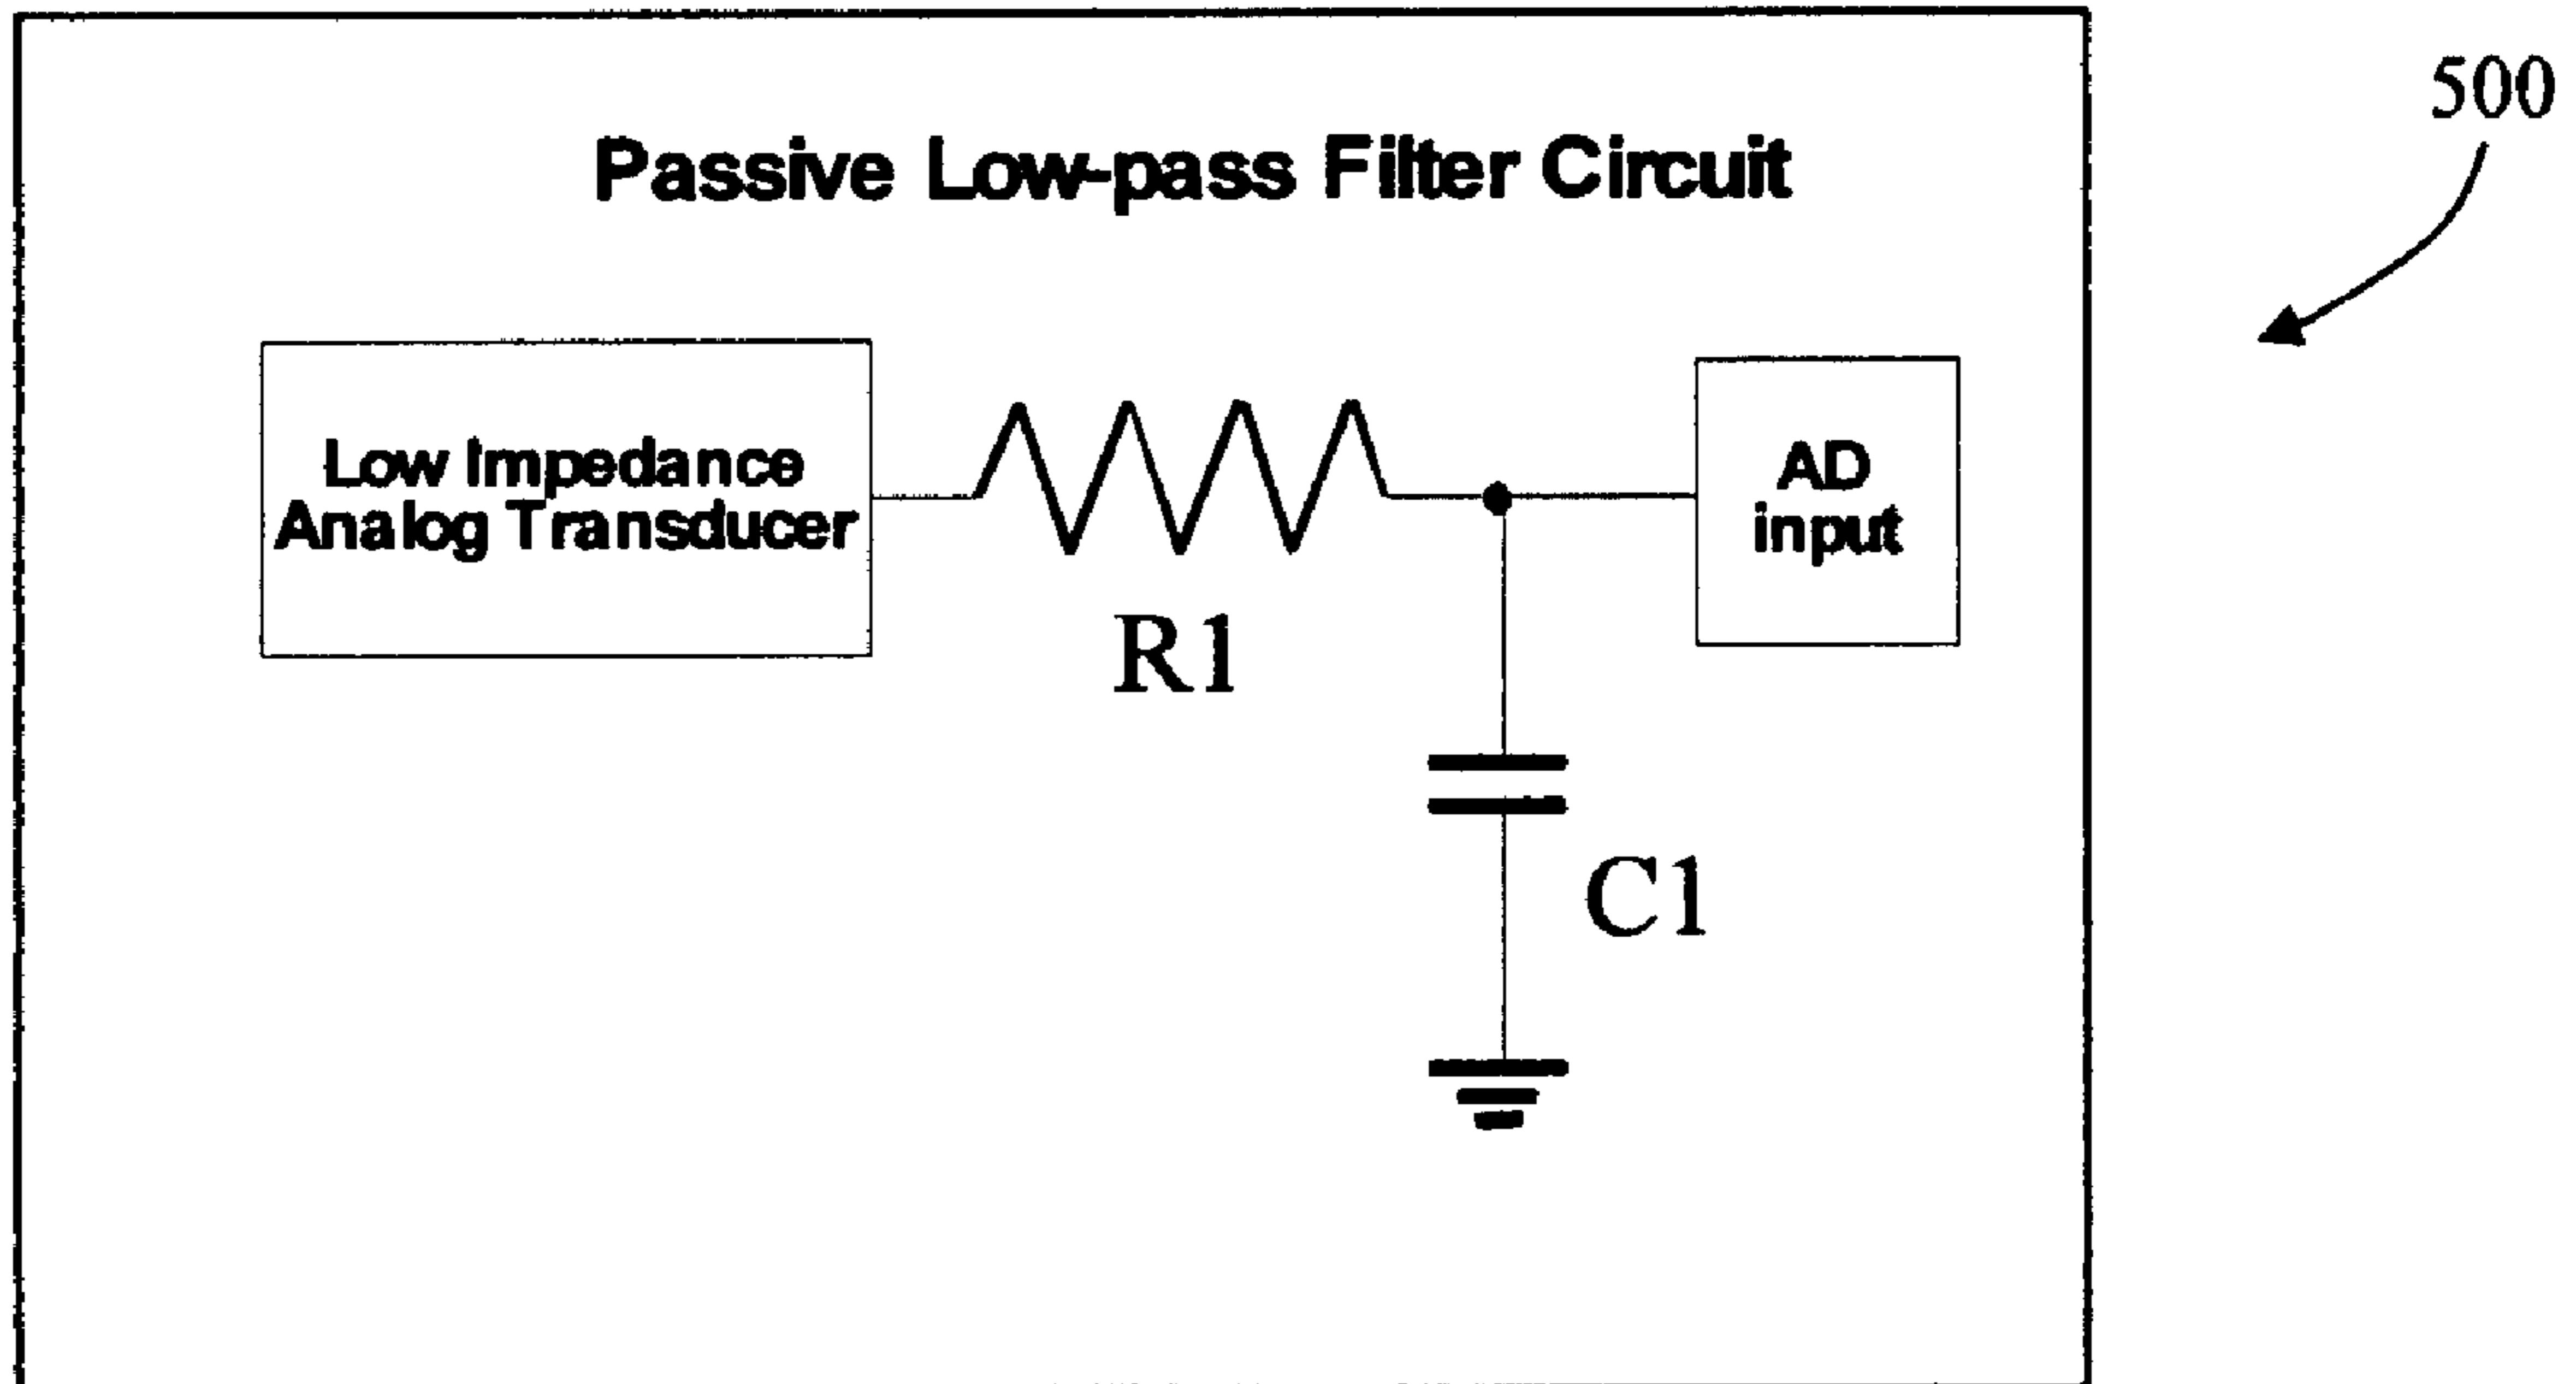 500
Passive Low-pass Filter Circuit
Low Impedance
Analog Transducer
AD
input
R1
C1